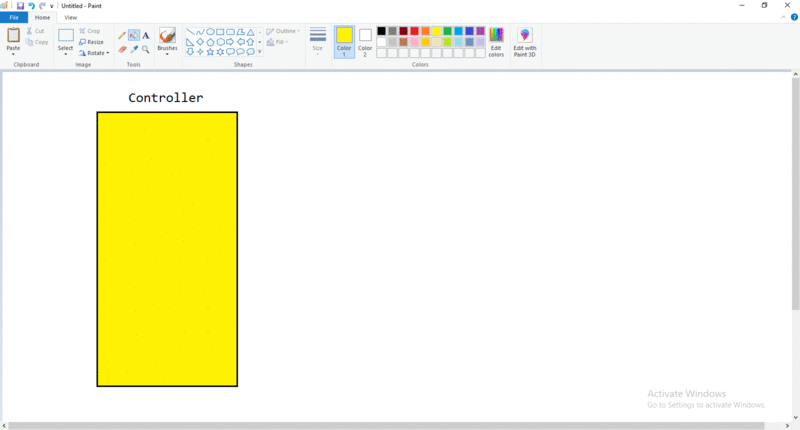 Untitled - Paint
File Home View
Paste
Cut
Copy
Clipboard
Select
Crop
Resize
Rotate
Image
A
Tools
Brushes
Outline
Fill
Shapes
Size
Color
1
Color
2
Colors
Edit
colors
Edit with
Paint 3D
Controller
Activate Windows
Go to Settings to activate Windows.